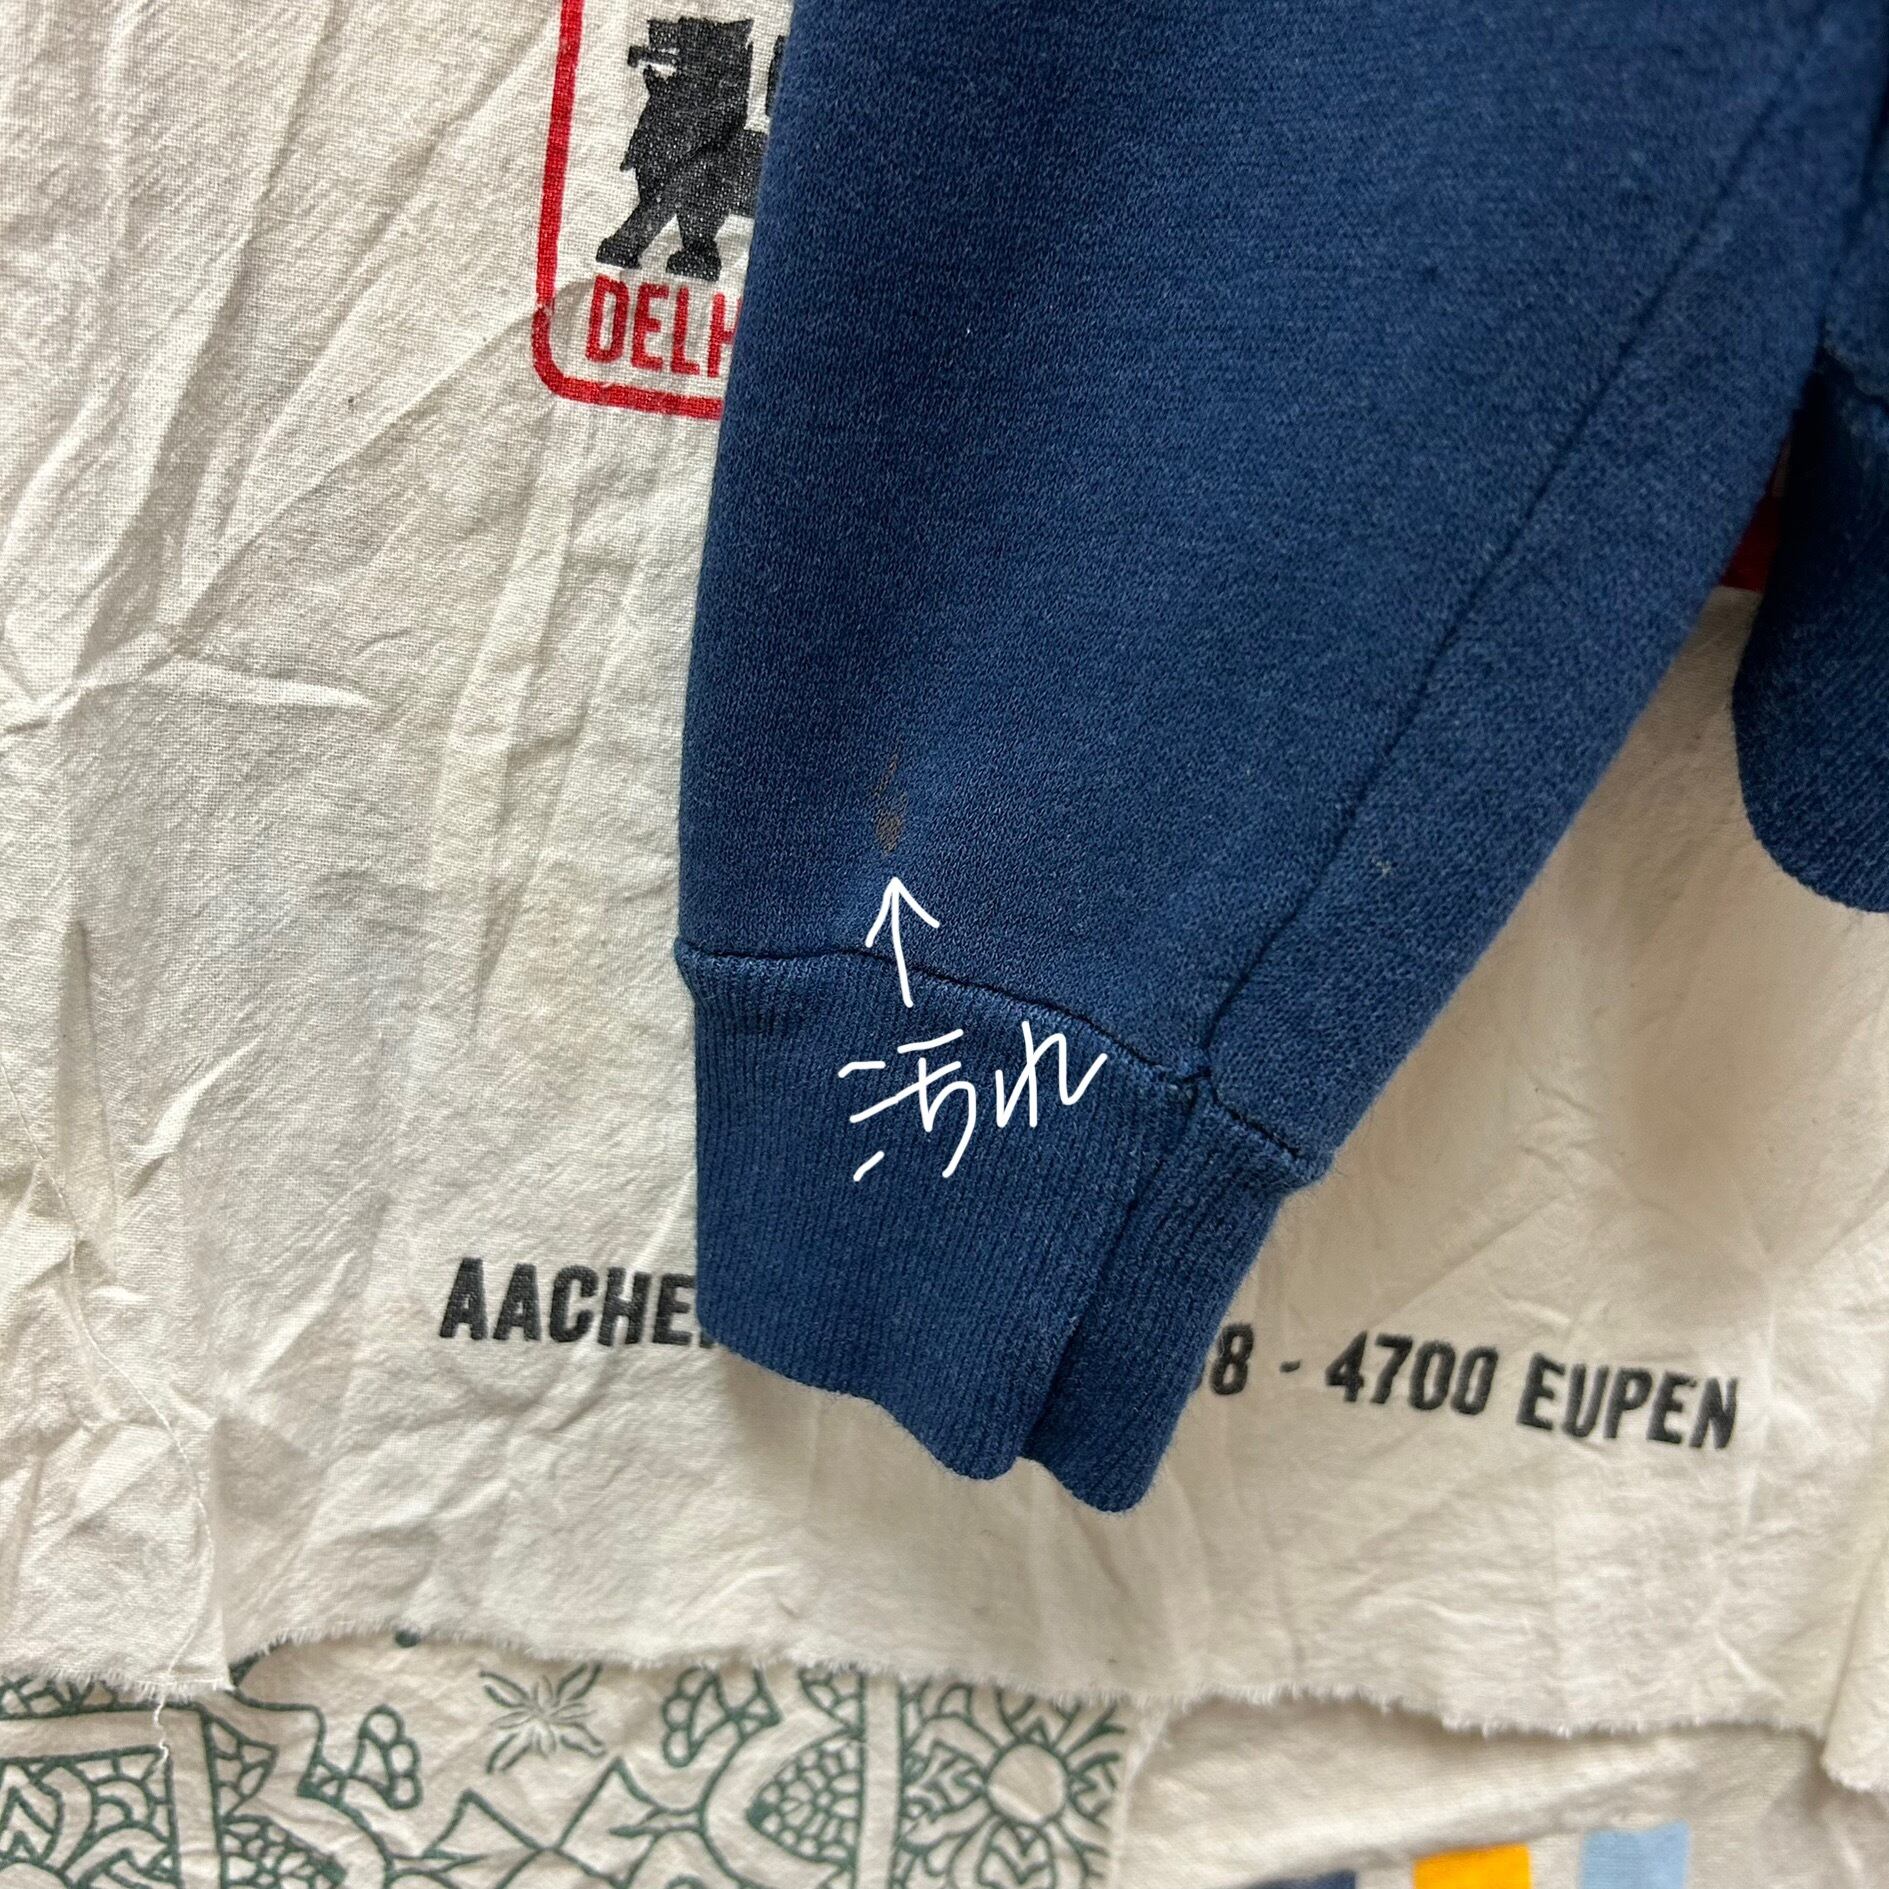 DELH
汚れ
AACHE
8 - 4700 EUPEN